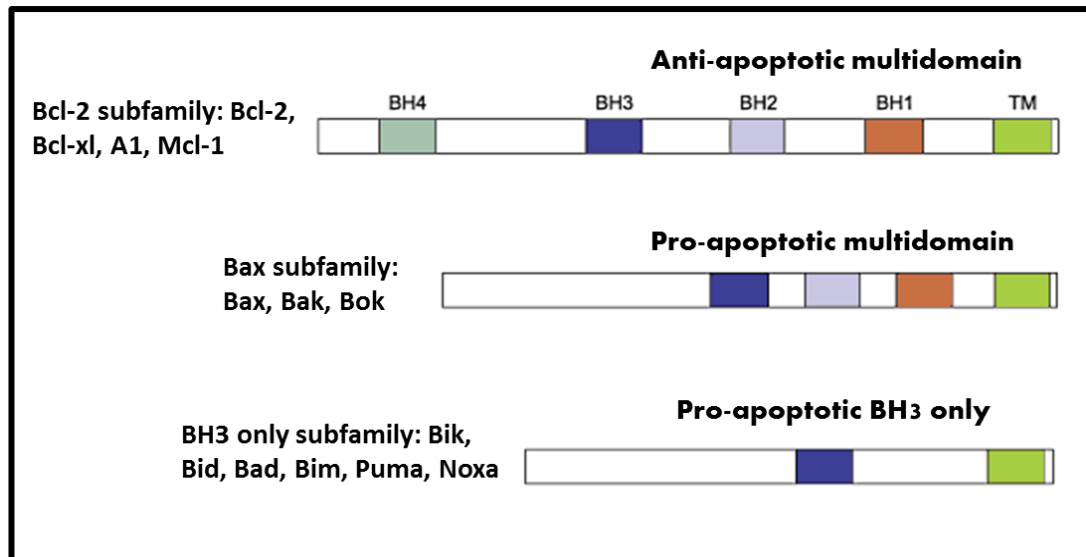 Anti-apoptotic multidomain
BH4 BH3 BH2 BH1 TM
Bcl-2 subfamily: Bcl-2,
Bcl-xl, A1, Mcl-1
Pro-apoptotic multidomain
Bax subfamily:
Bax, Bak, Bok
Pro-apoptotic BH3 only
BH3 only subfamily: Bik,
Bid, Bad, Bim, Puma, Noxa